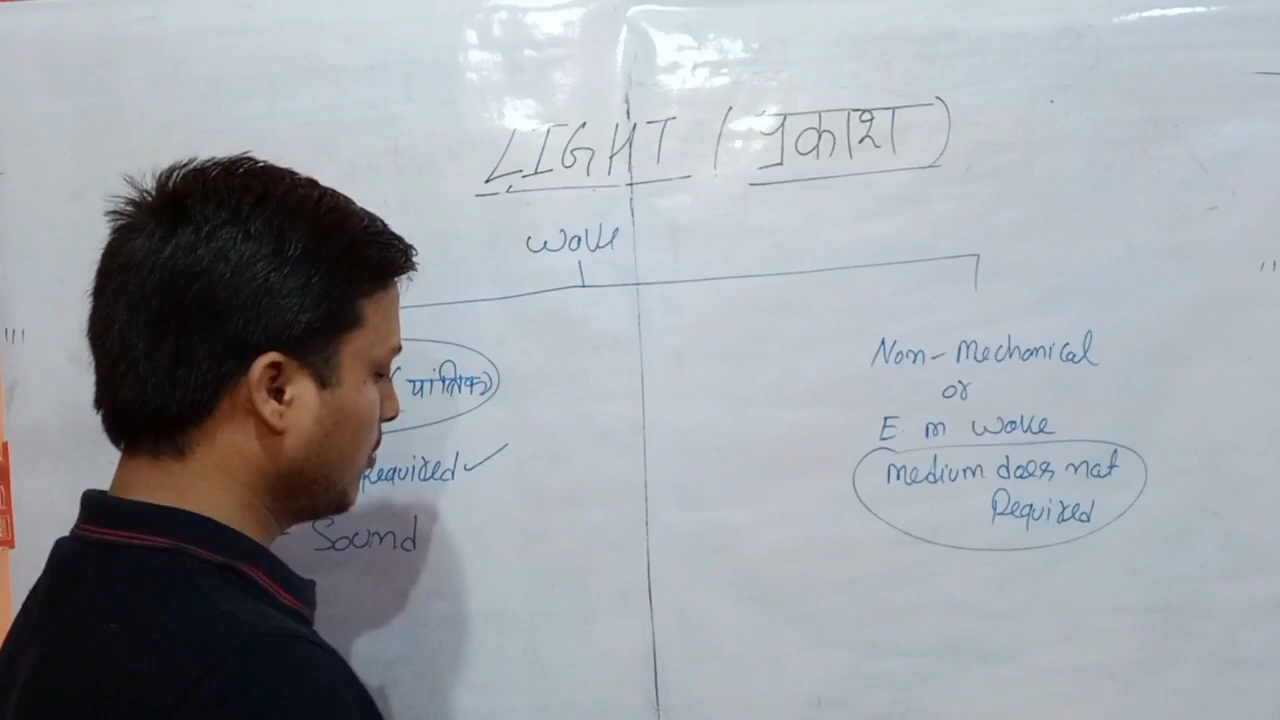 LIGHT (प्रकाश)
wave
(यांत्रिक)
Required ✓
Sound
Non-Mechanical
or
E. m wave
medium does not
Required